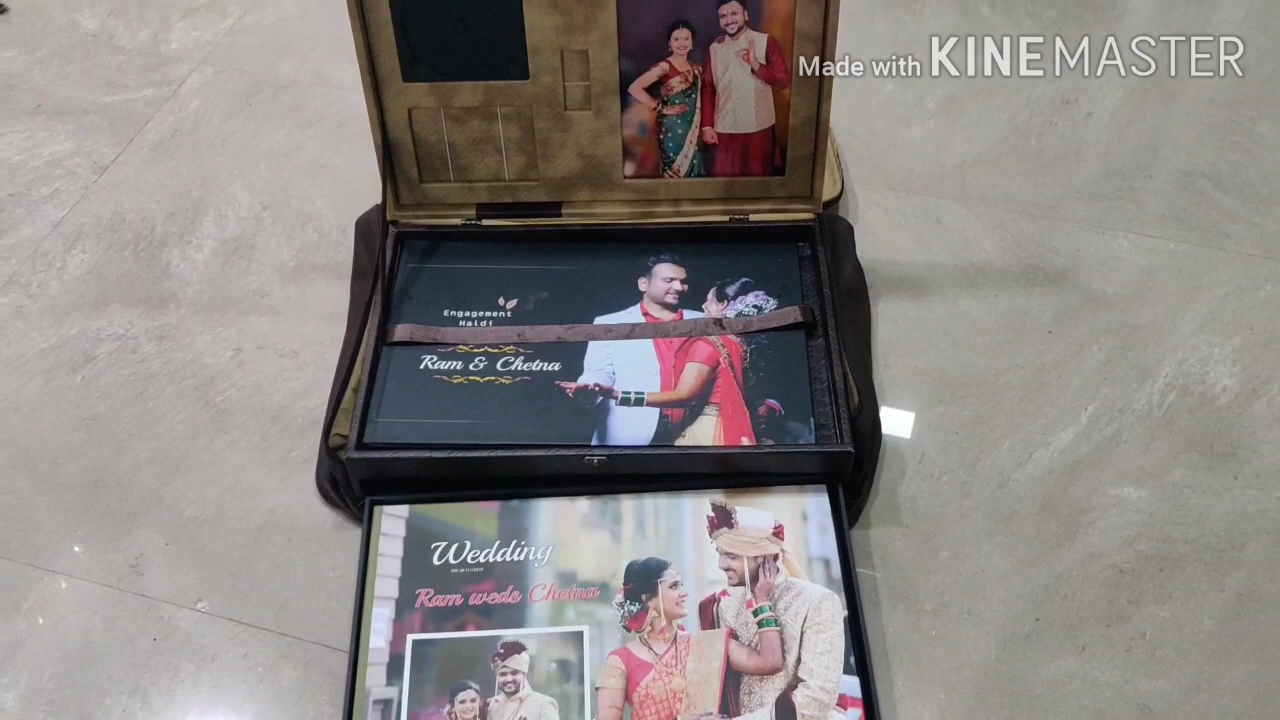 Made with KINEMASTER
Engagement
Haldi
Ram & Chetna
Wedding
Ram weds Chetna